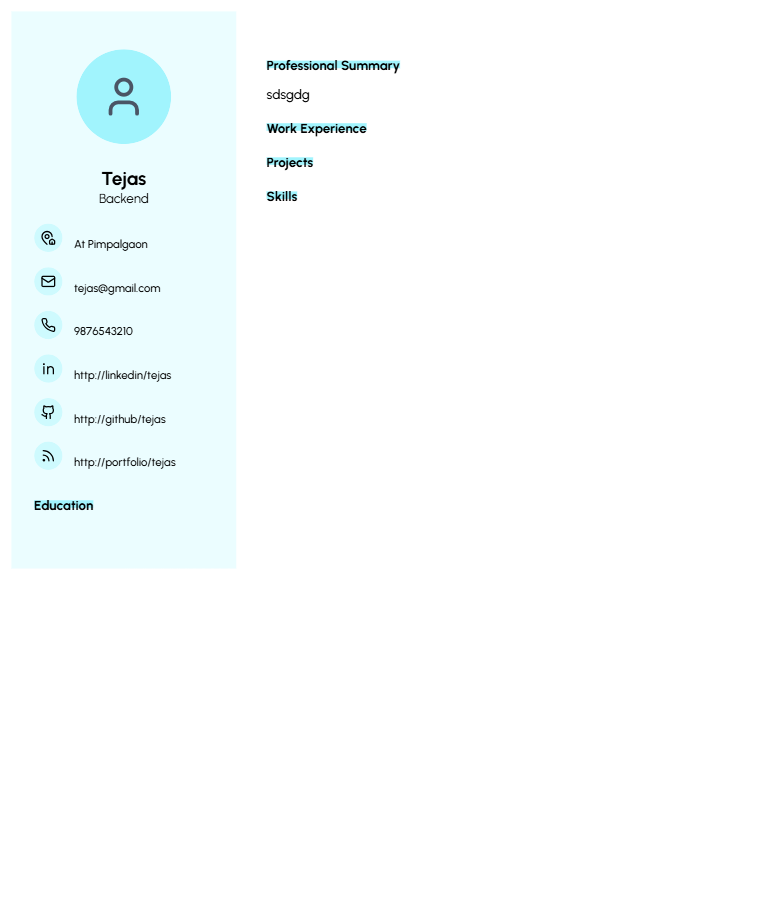 Tejas
Backend
At Pimpalgaon
tejas@gmail.com
9876543210
http://linkedin/tejas
http://github/tejas
http://portfolio/tejas
Education
Professional Summary
sdsgdg
Work Experience
Projects
Skills